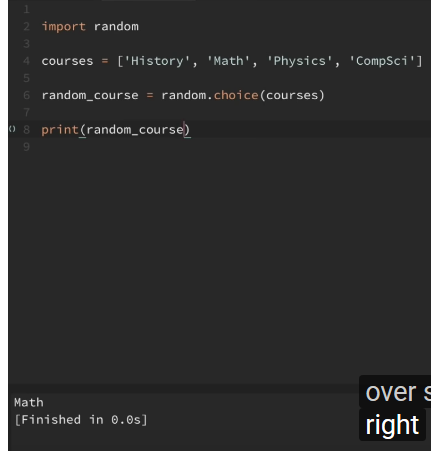 1
2 import random
3
4 courses = ['History', 'Math', 'Physics', 'CompSci']
5
6 random_course = random.choice(courses)
7
8 print(random_course)
9
Math
[Finished in 0.0s]
over s
right